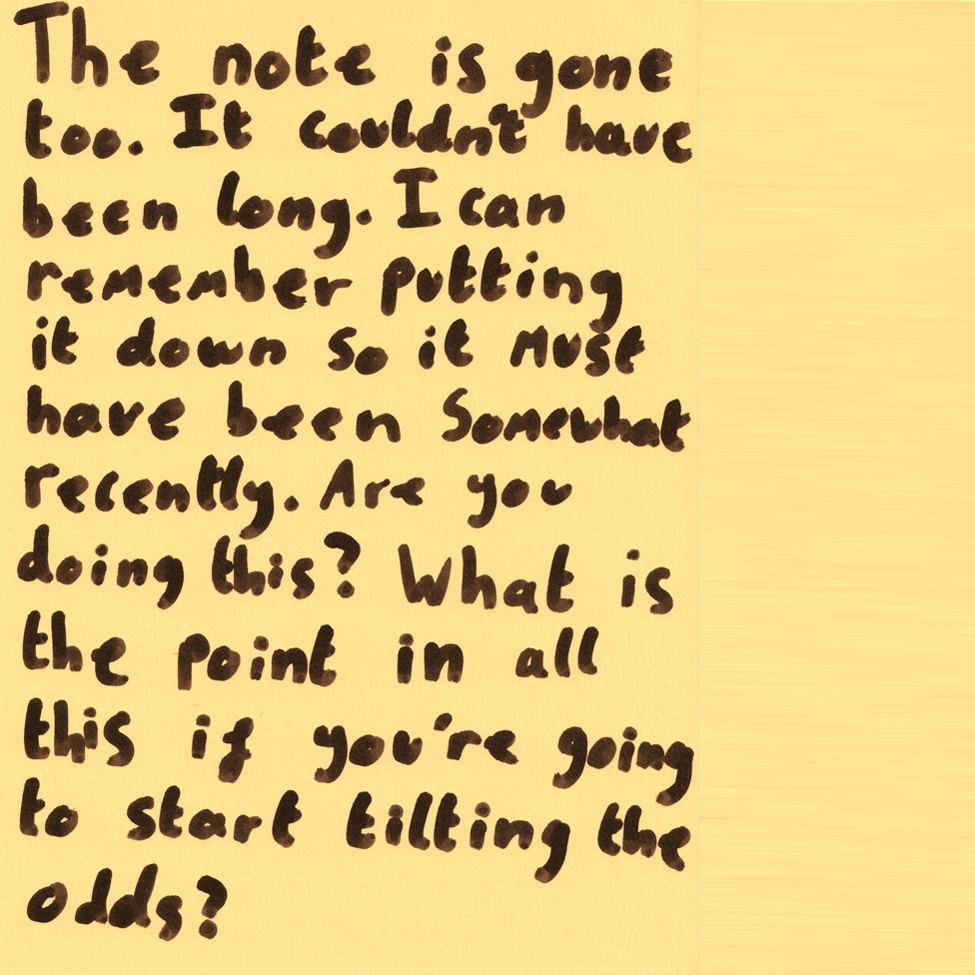 The note is gone
too. It couldn't have
been long. I can
remember putting
it down so it must
have been somewhat
recently. Are you
doing this? What is
the point in all
this if you're going
to start tilting the
odds?